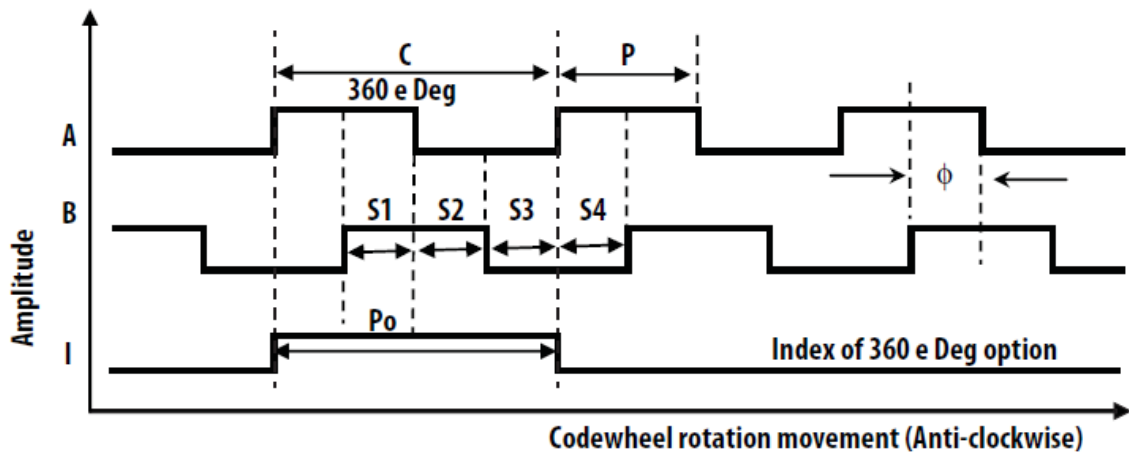 C
P
360 e Deg
A
ϕ
B
S1 S2 S3 S4
Amplitude
Po
I
Index of 360 e Deg option
Codewheel rotation movement (Anti-clockwise)